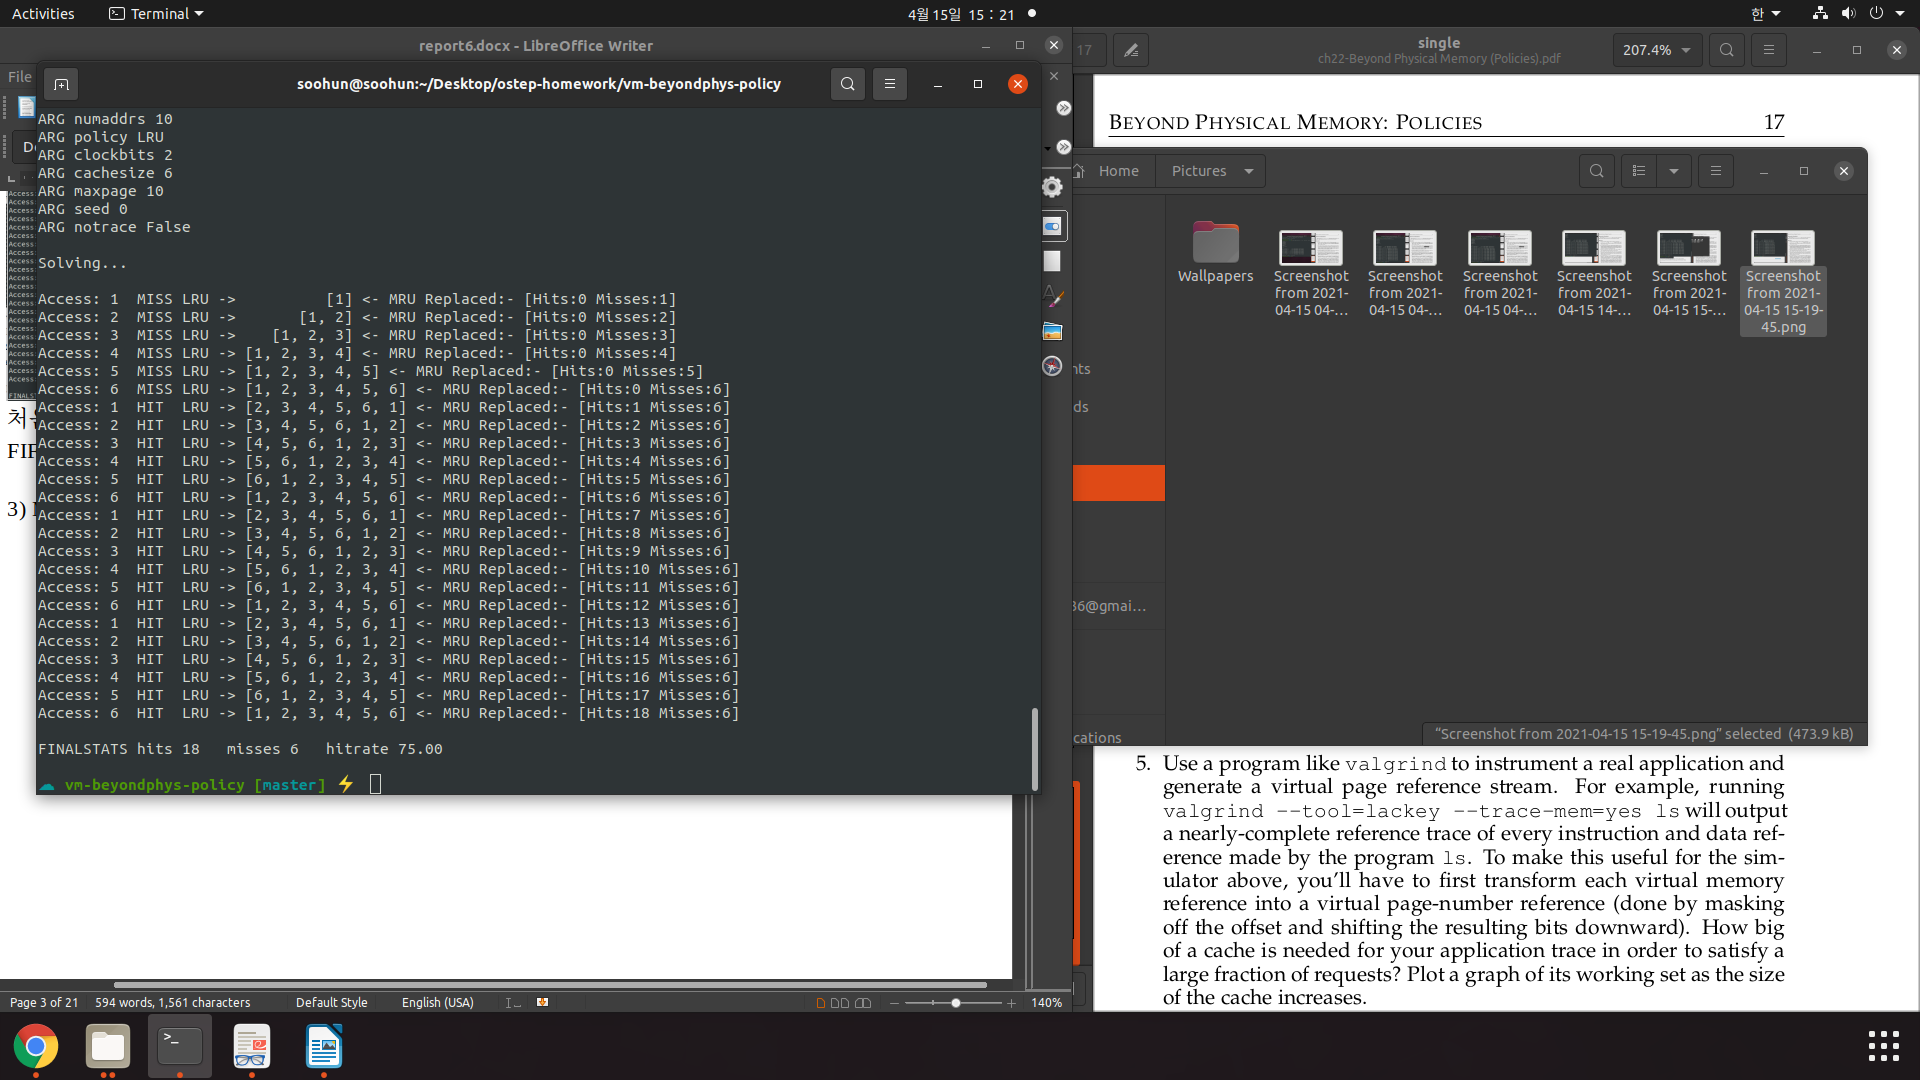 Activities
Terminal
4월 15일 15 : 21
한
report6.docx - LibreOffice Writer
File
soohun@soohun:~/Desktop/ostep-homework/vm-beyondphys-policy
ARG numaddrs 10
ARG policy LRU
ARG clockbits 2
ARG cachesize 6
ARG maxpage 10
ARG seed 0
ARG notrace False
Solving...
Access: 1  MISS LRU ->          [1] <- MRU Replaced:- [Hits:0 Misses:1]
Access: 2  MISS LRU ->       [1, 2] <- MRU Replaced:- [Hits:0 Misses:2]
Access: 3  MISS LRU ->    [1, 2, 3] <- MRU Replaced:- [Hits:0 Misses:3]
Access: 4  MISS LRU -> [1, 2, 3, 4] <- MRU Replaced:- [Hits:0 Misses:4]
Access: 5  MISS LRU -> [1, 2, 3, 4, 5] <- MRU Replaced:- [Hits:0 Misses:5]
Access: 6  MISS LRU -> [1, 2, 3, 4, 5, 6] <- MRU Replaced:- [Hits:0 Misses:6]
Access: 1  HIT  LRU -> [2, 3, 4, 5, 6, 1] <- MRU Replaced:- [Hits:1 Misses:6]
Access: 2  HIT  LRU -> [3, 4, 5, 6, 1, 2] <- MRU Replaced:- [Hits:2 Misses:6]
Access: 3  HIT  LRU -> [4, 5, 6, 1, 2, 3] <- MRU Replaced:- [Hits:3 Misses:6]
Access: 4  HIT  LRU -> [5, 6, 1, 2, 3, 4] <- MRU Replaced:- [Hits:4 Misses:6]
Access: 5  HIT  LRU -> [6, 1, 2, 3, 4, 5] <- MRU Replaced:- [Hits:5 Misses:6]
Access: 6  HIT  LRU -> [1, 2, 3, 4, 5, 6] <- MRU Replaced:- [Hits:6 Misses:6]
Access: 1  HIT  LRU -> [2, 3, 4, 5, 6, 1] <- MRU Replaced:- [Hits:7 Misses:6]
Access: 2  HIT  LRU -> [3, 4, 5, 6, 1, 2] <- MRU Replaced:- [Hits:8 Misses:6]
Access: 3  HIT  LRU -> [4, 5, 6, 1, 2, 3] <- MRU Replaced:- [Hits:9 Misses:6]
Access: 4  HIT  LRU -> [5, 6, 1, 2, 3, 4] <- MRU Replaced:- [Hits:10 Misses:6]
Access: 5  HIT  LRU -> [6, 1, 2, 3, 4, 5] <- MRU Replaced:- [Hits:11 Misses:6]
Access: 6  HIT  LRU -> [1, 2, 3, 4, 5, 6] <- MRU Replaced:- [Hits:12 Misses:6]
Access: 1  HIT  LRU -> [2, 3, 4, 5, 6, 1] <- MRU Replaced:- [Hits:13 Misses:6]
Access: 2  HIT  LRU -> [3, 4, 5, 6, 1, 2] <- MRU Replaced:- [Hits:14 Misses:6]
Access: 3  HIT  LRU -> [4, 5, 6, 1, 2, 3] <- MRU Replaced:- [Hits:15 Misses:6]
Access: 4  HIT  LRU -> [5, 6, 1, 2, 3, 4] <- MRU Replaced:- [Hits:16 Misses:6]
Access: 5  HIT  LRU -> [6, 1, 2, 3, 4, 5] <- MRU Replaced:- [Hits:17 Misses:6]
Access: 6  HIT  LRU -> [1, 2, 3, 4, 5, 6] <- MRU Replaced:- [Hits:18 Misses:6]
FINALSTATS hits 18   misses 6   hitrate 75.00
vm-beyondphys-policy [master]
3)
Page 3 of 21
594 words, 1,561 characters
Default Style
English (USA)
140%
17
single
ch22-Beyond Physical Memory (Policies).pdf
207.4%
BEYOND PHYSICAL MEMORY: POLICIES 17
Home
Pictures
nts
ds
36@gmai...
cations
Wallpapers
Screenshot from 2021-04-15 04-...
Screenshot from 2021-04-15 04-...
Screenshot from 2021-04-15 04-...
Screenshot from 2021-04-15 14-...
Screenshot from 2021-04-15 15-...
Screenshot from 2021-04-15 15-19-45.png
“Screenshot from 2021-04-15 15-19-45.png” selected (473.9 kB)
5. Use a program like valgrind to instrument a real application and
generate a virtual page reference stream. For example, running
valgrind --tool=lackey --trace-mem=yes ls will output
a nearly-complete reference trace of every instruction and data ref-
erence made by the program ls. To make this useful for the sim-
ulator above, you’ll have to first transform each virtual memory
reference into a virtual page-number reference (done by masking
off the offset and shifting the resulting bits downward). How big
of a cache is needed for your application trace in order to satisfy a
large fraction of requests? Plot a graph of its working set as the size
of the cache increases.